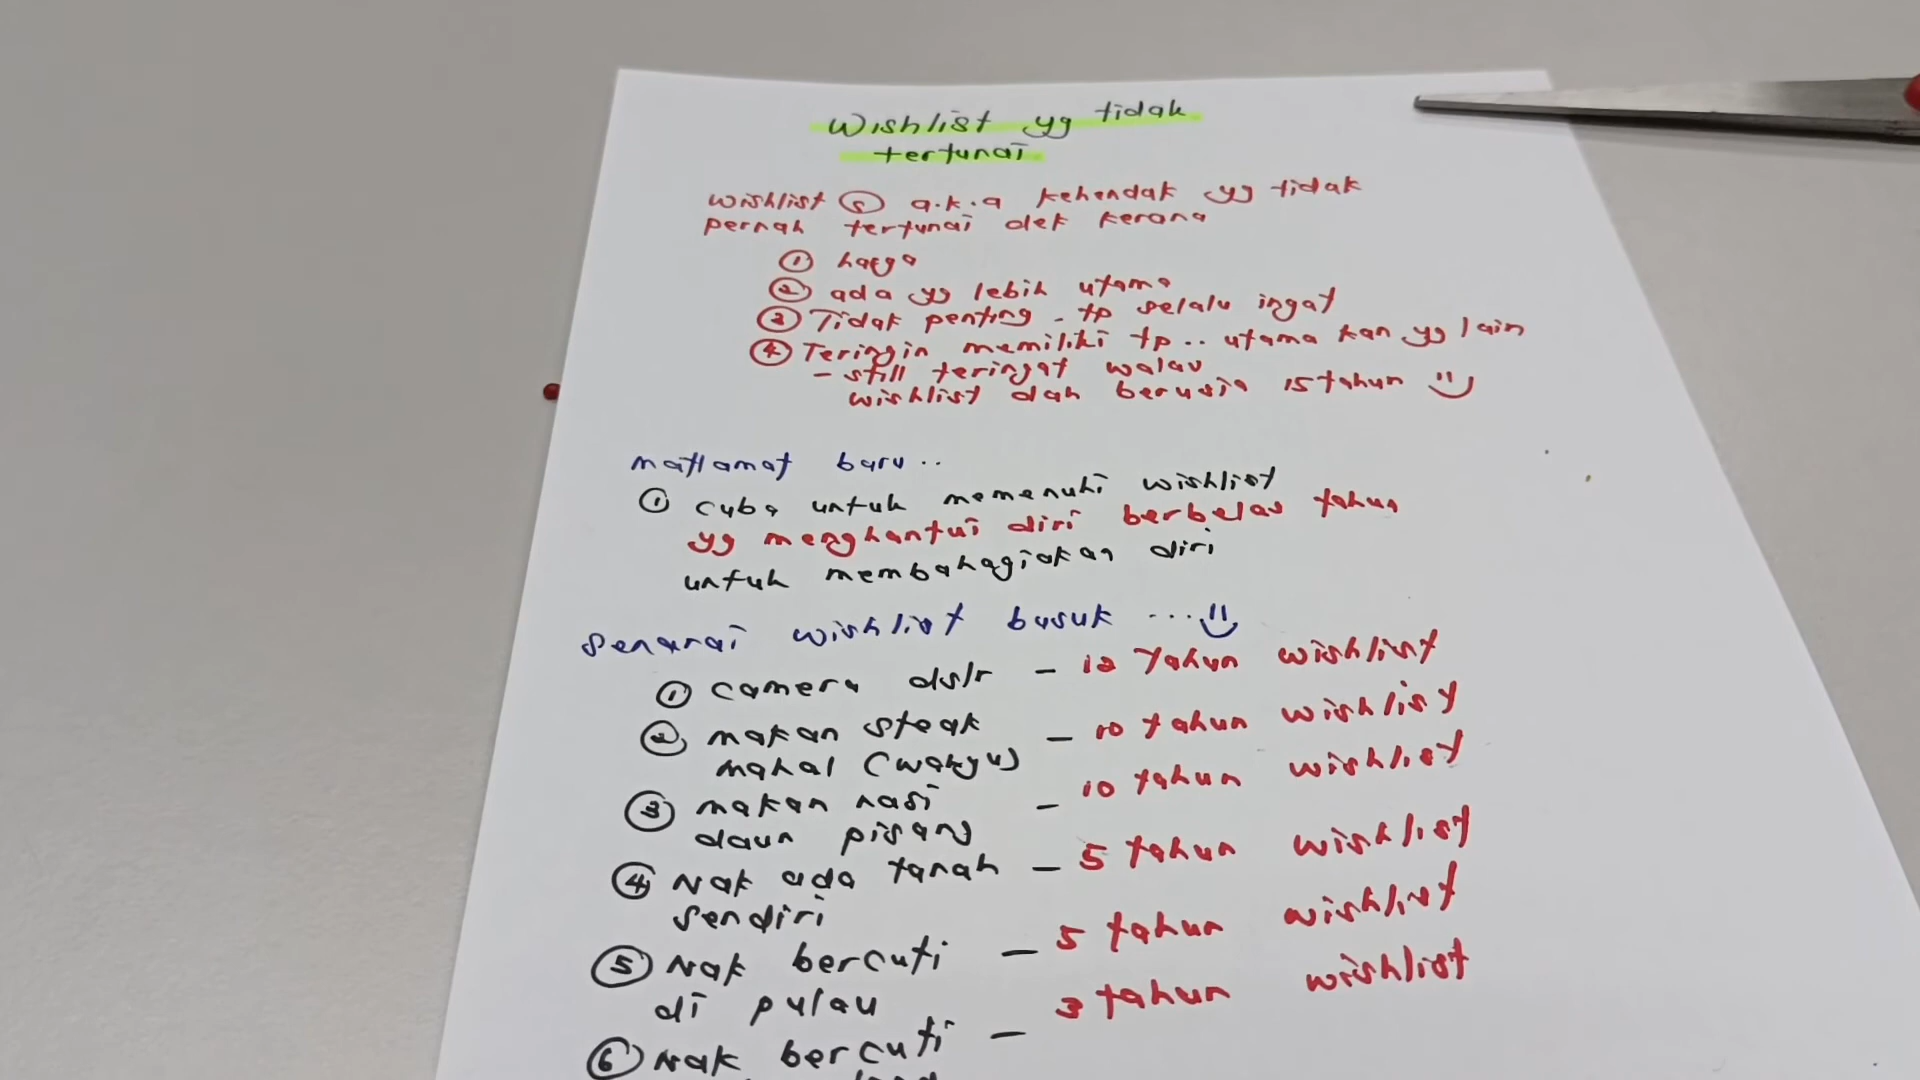 Wishlist yg tidak
tertunai
wishlist (s) a.k.a kehendak yg tidak
pernah tertunai olek kerana
① harga
② ada yg lebih utama
③ Tidak penting - tp selalu ingat
④ Teringin memiliki tp .. utama kan yg lain
- still teringat walau
wishlist dah berusia 15 tahun
matlamat baru ..
① cuba untuk memenuhi wishlist
yg menghantui diri berbelas tahun
untuk membahagiakan diri
senarai wishlist busuk ...
① camera dslr - tahun wishlist
② makan steak - 10 tahun wishlist
mahal (wagyu)
③ makan nasi - 10 tahun wishlist
daun pisang
④ Nak ada tanah - 5 tahun wishlist
sendiri
⑤ Nak bercuti - 5 tahun wishlist
di pulau
⑥ Nak bercuti - 3 tahun wishlist